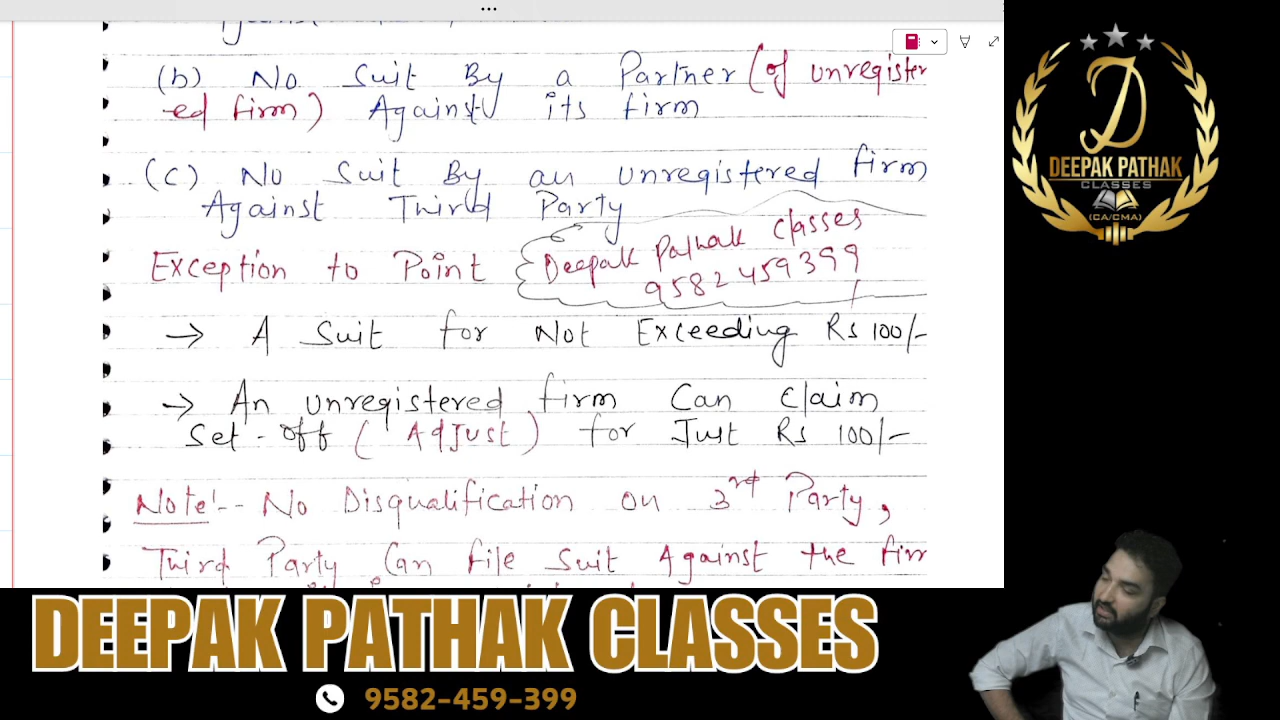 (b) No Suit By a Partner (of unregister
ed firm) Against its firm
(c) No Suit By an unregistered firm
Against Third Party
Exception to Point
Deepak Pathak Classes
9582459399
→ A Suit for Not Exceeding Rs 100/-
→ An unregistered firm Can Claim
Set-off (Adjust) for Just Rs 100/-
Note:- No Disqualification on 3rd Party,
Third Party Can file Suit Against the firm
D
DEEPAK PATHAK
CLASSES
(CA/CMA)
DEEPAK PATHAK CLASSES
9582-459-399